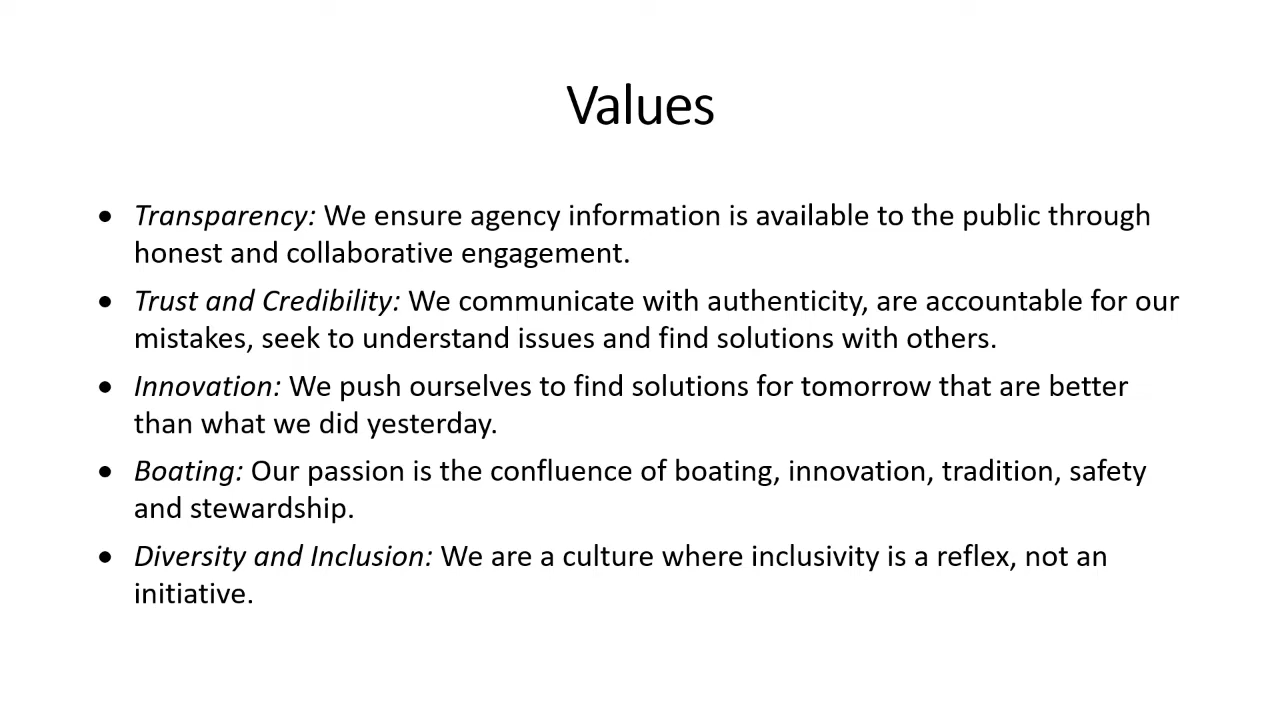 Values
• Transparency: We ensure agency information is available to the public through
honest and collaborative engagement.
• Trust and Credibility: We communicate with authenticity, are accountable for our
mistakes, seek to understand issues and find solutions with others.
• Innovation: We push ourselves to find solutions for tomorrow that are better
than what we did yesterday.
• Boating: Our passion is the confluence of boating, innovation, tradition, safety
and stewardship.
• Diversity and Inclusion: We are a culture where inclusivity is a reflex, not an
initiative.